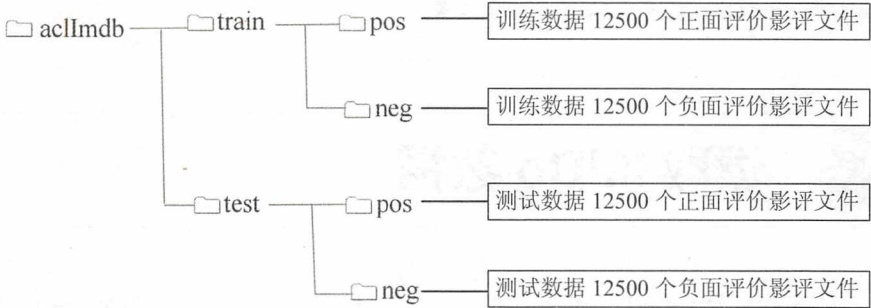 aclImdb train pos 训练数据 12500 个正面评价影评文件
neg 训练数据 12500 个负面评价影评文件
test pos 测试数据 12500 个正面评价影评文件
neg 测试数据 12500 个负面评价影评文件